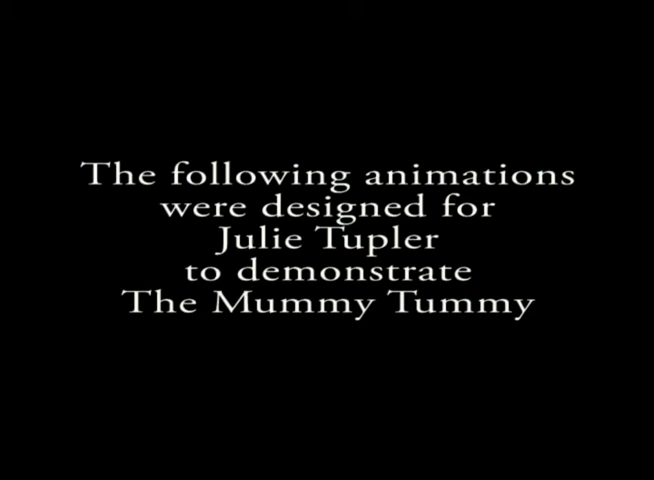 The following animations
were designed for
Julie Tupler
to demonstrate
The Mummy Tummy